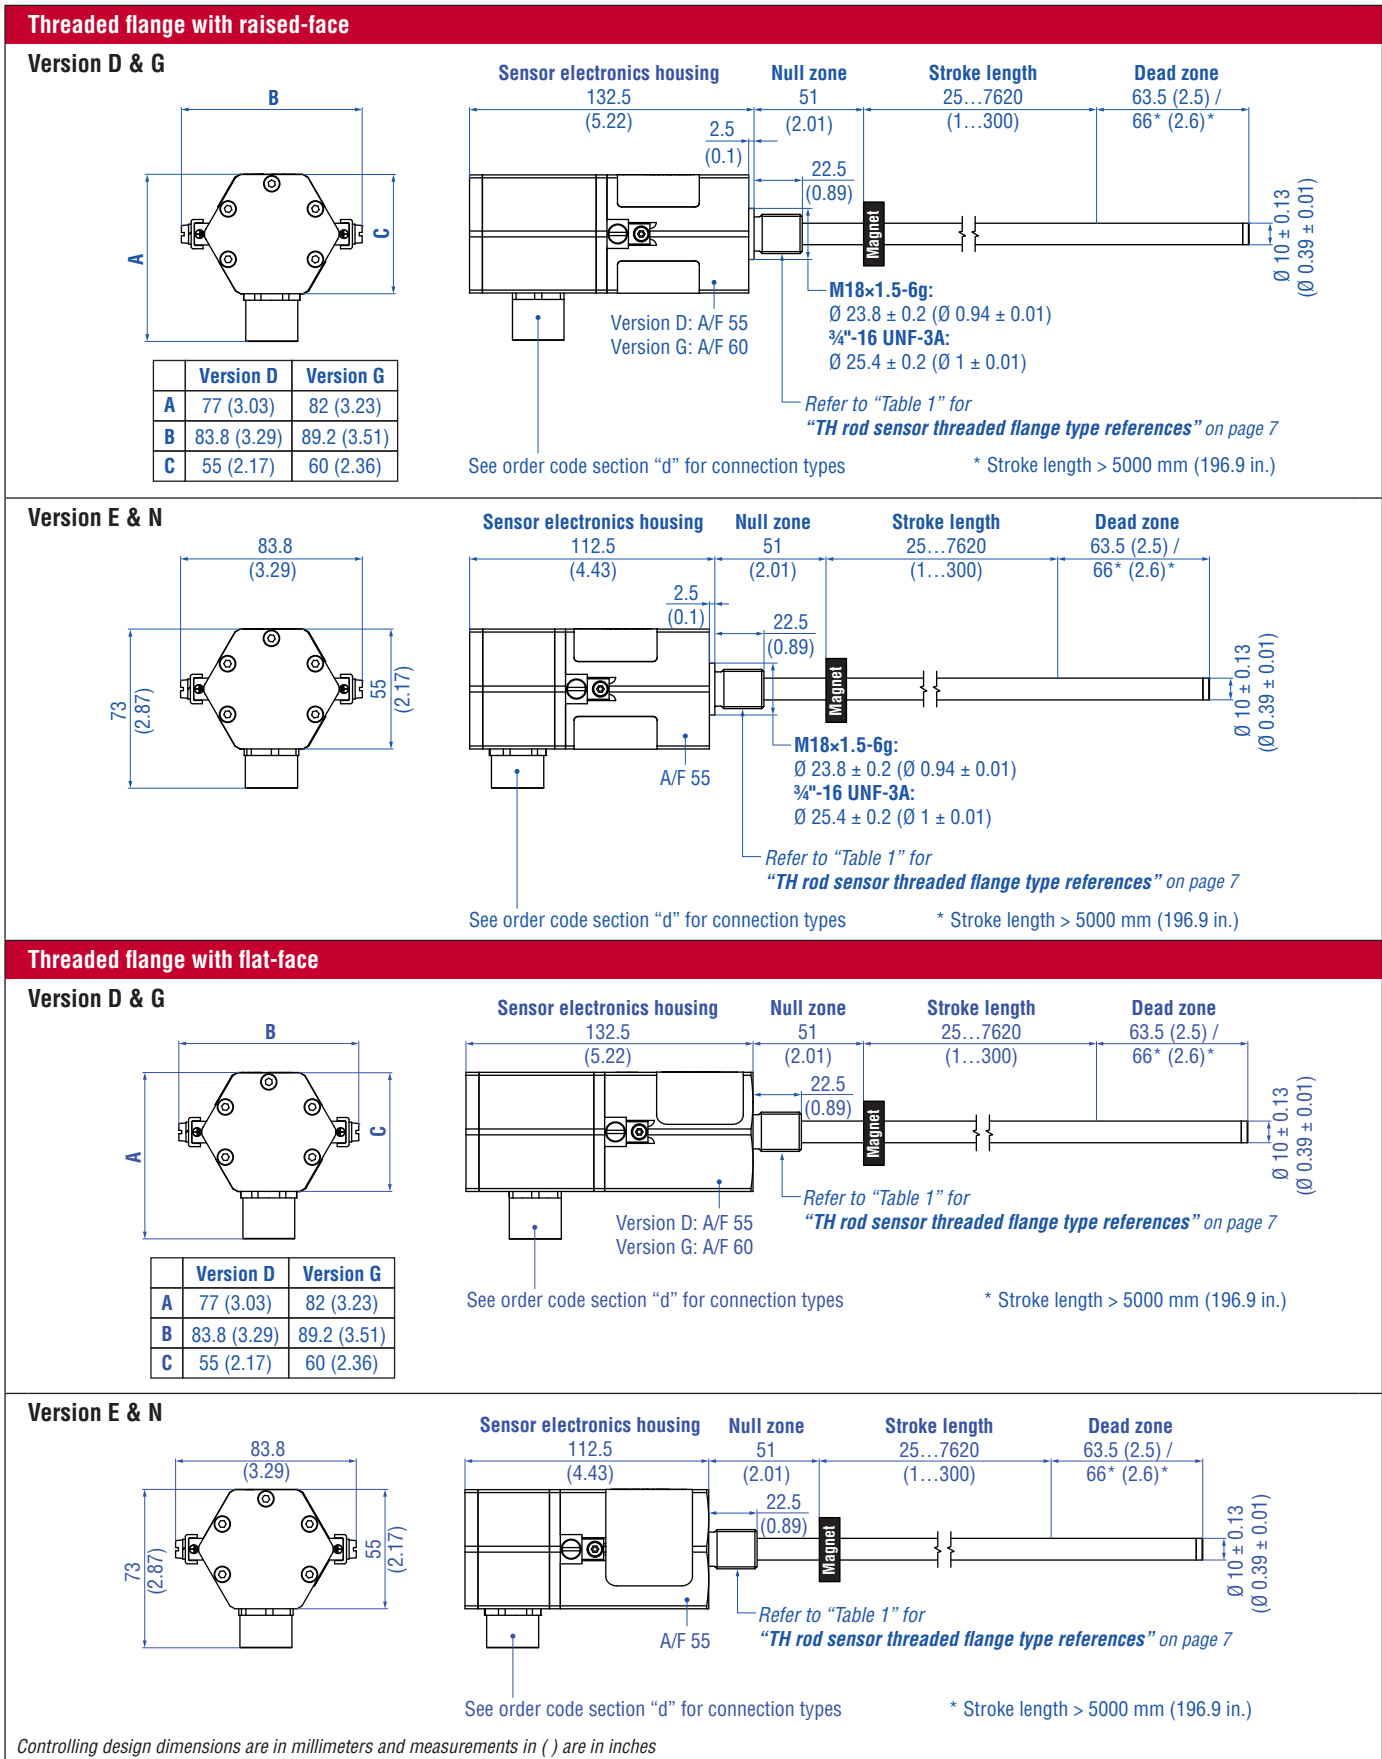 Threaded flange with raised-face
Version D & G
Sensor electronics housing
132.5
(5.22)
Null zone
51
(2.01)
Stroke length
25…7620
(1…300)
Dead zone
63.5 (2.5) /
66* (2.6)*
2.5
(0.1)
22.5
(0.89)
B
A
C
Magnet
Ø 10 ± 0.13
(Ø 0.39 ± 0.01)
M18×1.5-6g:
Ø 23.8 ± 0.2 (Ø 0.94 ± 0.01)
¾"-16 UNF-3A:
Ø 25.4 ± 0.2 (Ø 1 ± 0.01)
Version D: A/F 55
Version G: A/F 60
Version D Version G
A 77 (3.03) 82 (3.23)
B 83.8 (3.29) 89.2 (3.51)
C 55 (2.17) 60 (2.36)
Refer to “Table 1” for
“TH rod sensor threaded flange type references” on page 7
See order code section “d” for connection types
* Stroke length > 5000 mm (196.9 in.)
Version E & N
83.8
(3.29)
73
(2.87)
55
(2.17)
Sensor electronics housing
112.5
(4.43)
Null zone
51
(2.01)
Stroke length
25…7620
(1…300)
Dead zone
63.5 (2.5) /
66* (2.6)*
2.5
(0.1)
22.5
(0.89)
Magnet
Ø 10 ± 0.13
(Ø 0.39 ± 0.01)
M18×1.5-6g:
Ø 23.8 ± 0.2 (Ø 0.94 ± 0.01)
¾"-16 UNF-3A:
Ø 25.4 ± 0.2 (Ø 1 ± 0.01)
A/F 55
Refer to “Table 1” for
“TH rod sensor threaded flange type references” on page 7
See order code section “d” for connection types
* Stroke length > 5000 mm (196.9 in.)
Threaded flange with flat-face
Version D & G
Sensor electronics housing
132.5
(5.22)
Null zone
51
(2.01)
Stroke length
25…7620
(1…300)
Dead zone
63.5 (2.5) /
66* (2.6)*
22.5
(0.89)
B
A
C
Magnet
Ø 10 ± 0.13
(Ø 0.39 ± 0.01)
Refer to “Table 1” for
“TH rod sensor threaded flange type references” on page 7
Version D: A/F 55
Version G: A/F 60
Version D Version G
A 77 (3.03) 82 (3.23)
B 83.8 (3.29) 89.2 (3.51)
C 55 (2.17) 60 (2.36)
See order code section “d” for connection types
* Stroke length > 5000 mm (196.9 in.)
Version E & N
83.8
(3.29)
73
(2.87)
55
(2.17)
Sensor electronics housing
112.5
(4.43)
Null zone
51
(2.01)
Stroke length
25…7620
(1…300)
Dead zone
63.5 (2.5) /
66* (2.6)*
22.5
(0.89)
Magnet
Ø 10 ± 0.13
(Ø 0.39 ± 0.01)
Refer to “Table 1” for
“TH rod sensor threaded flange type references” on page 7
A/F 55
See order code section “d” for connection types
* Stroke length > 5000 mm (196.9 in.)
Controlling design dimensions are in millimeters and measurements in ( ) are in inches